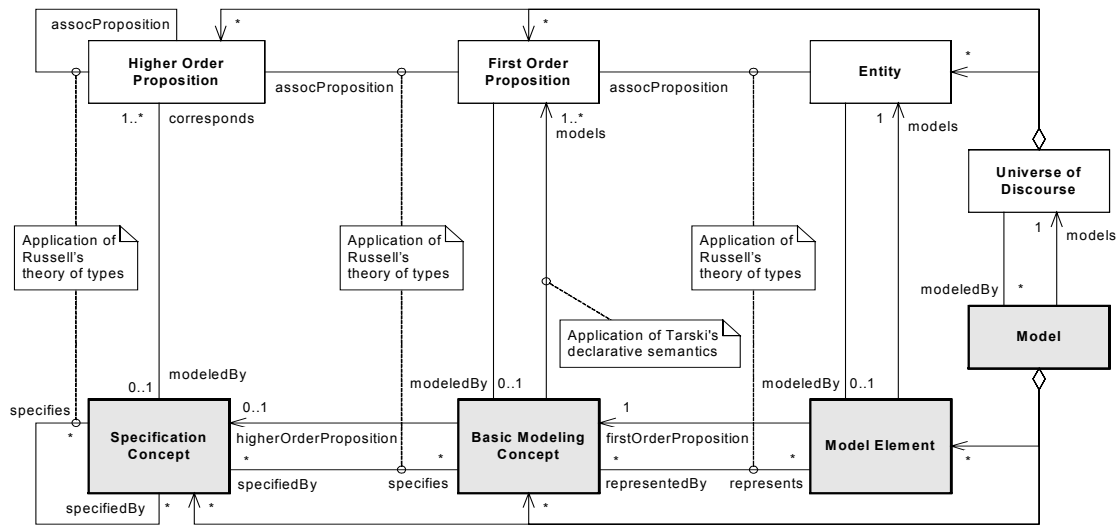 assocProposition
*
*
*
Higher Order
Proposition
assocProposition
First Order
Proposition
assocProposition
Entity
1..*
corresponds
1..*
models
1
models
Universe of
Discourse
Application of
Russell's
theory of types
Application of
Russell's
theory of types
Application of
Russell's
theory of types
1
models
modeledBy
*
Application of Tarski's
declarative semantics
Model
modeledBy
0..1
modeledBy
0..1
modeledBy
0..1
specifies
*
Specification
Concept
0..1
higherOrderProposition
Basic Modeling
Concept
1
firstOrderProposition
Model Element
*
*
specifiedBy
*
specifies
*
representedBy
*
represents
specifiedBy
*
*
*